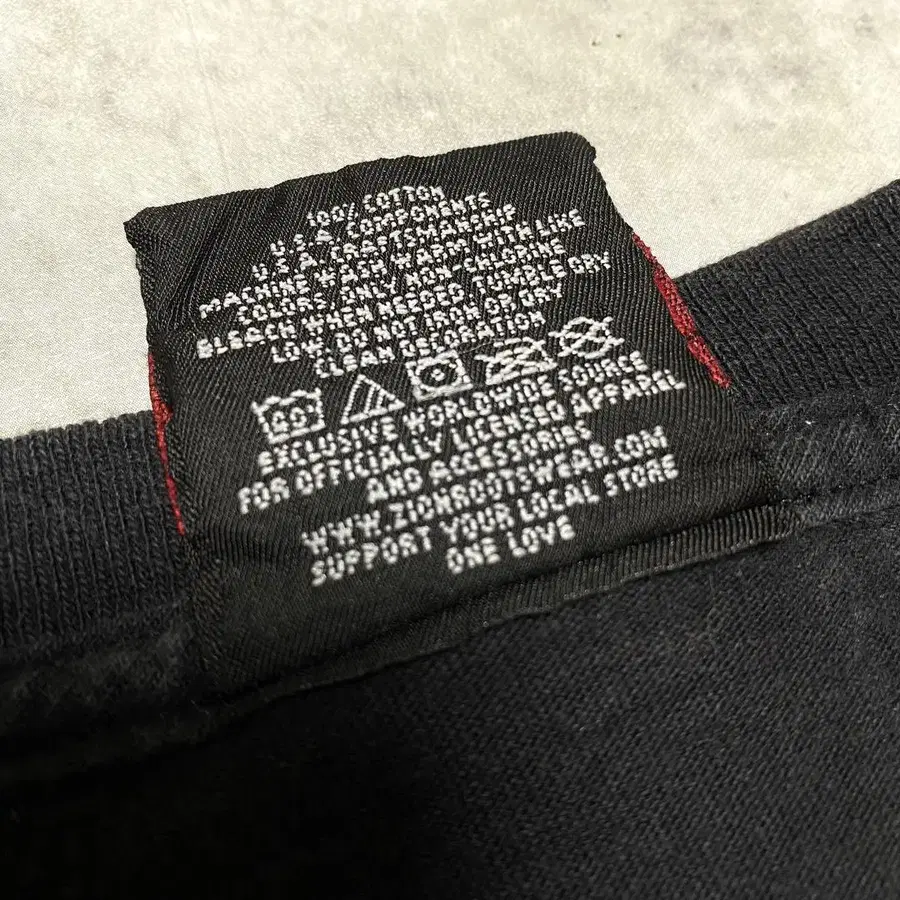 100% COTTON
U.S.A. COMPONENTS
U.S.A. CRAFTSMANSHIP
MACHINE WASH WARM WITH LIKE
COLORS. ONLY NON-CHLORINE
BLEACH WHEN NEEDED. TUMBLE DRY
LOW. DO NOT IRON OR DRY
CLEAN DECORATION.
EXCLUSIVE WORLDWIDE SOURCE
FOR OFFICIALLY LICENSED APPAREL
AND ACCESSORIES
WWW.ZIONROOTSWEAR.COM
SUPPORT YOUR LOCAL STORE
ONE LOVE